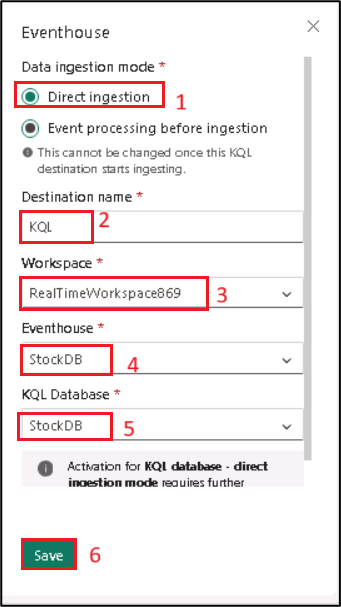 Eventhouse
Data ingestion mode *
Direct ingestion 1
Event processing before ingestion
This cannot be changed once this KQL
destination starts ingesting.
Destination name *
KQL 2
Workspace *
RealTimeWorkspace869 3
Eventhouse *
StockDB 4
KQL Database *
StockDB 5
Activation for KQL database - direct
ingestion mode requires further
Save 6